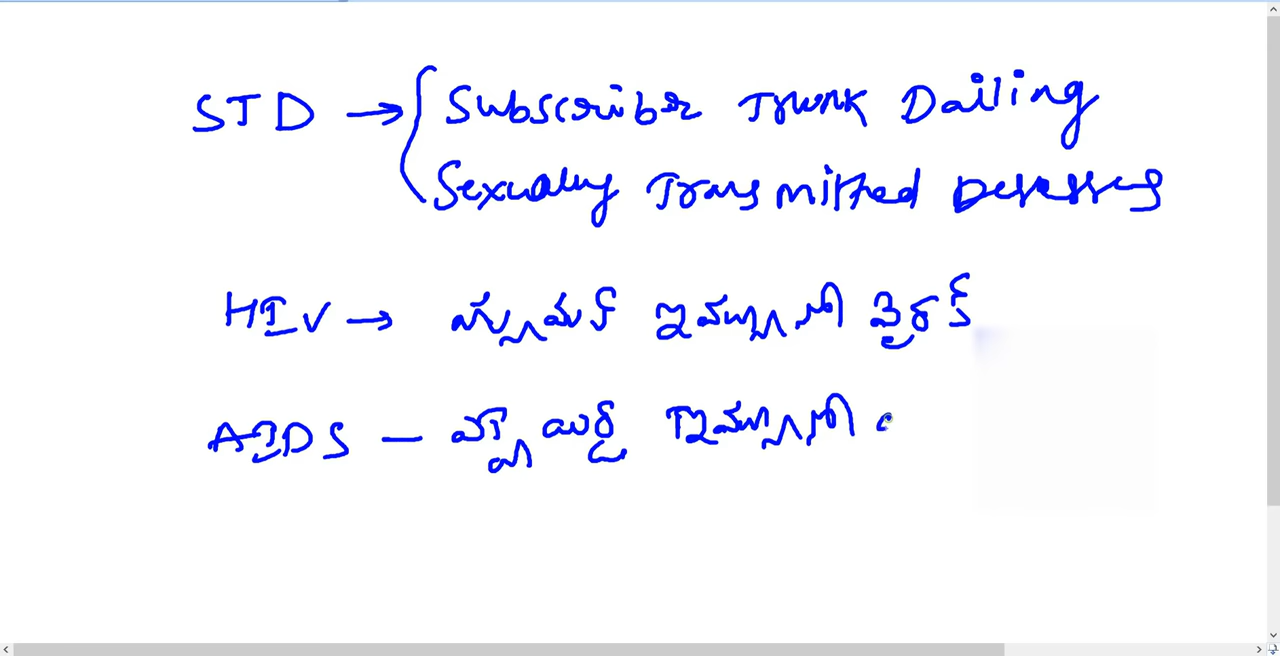 STD → Subscriber Trunk Dailing
Sexually Transmitted
HIV → హ్యూమన్ ఇమ్యూనో వైరస్
AIDS – ఇమ్యూనో